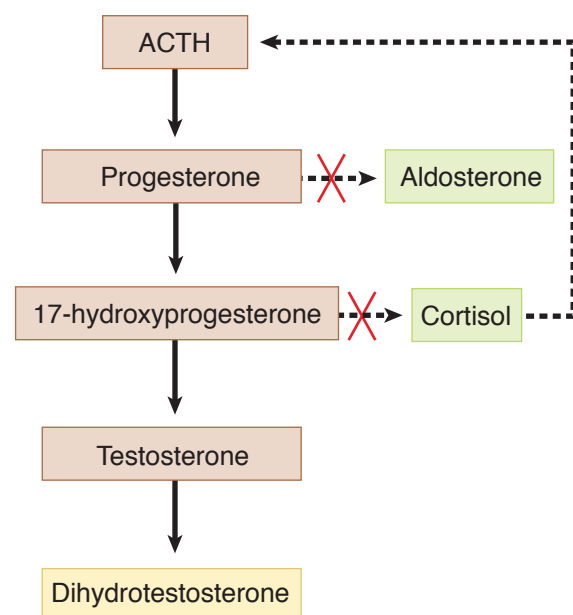 ACTH
Progesterone
Aldosterone
17-hydroxyprogesterone
Cortisol
Testosterone
Dihydrotestosterone